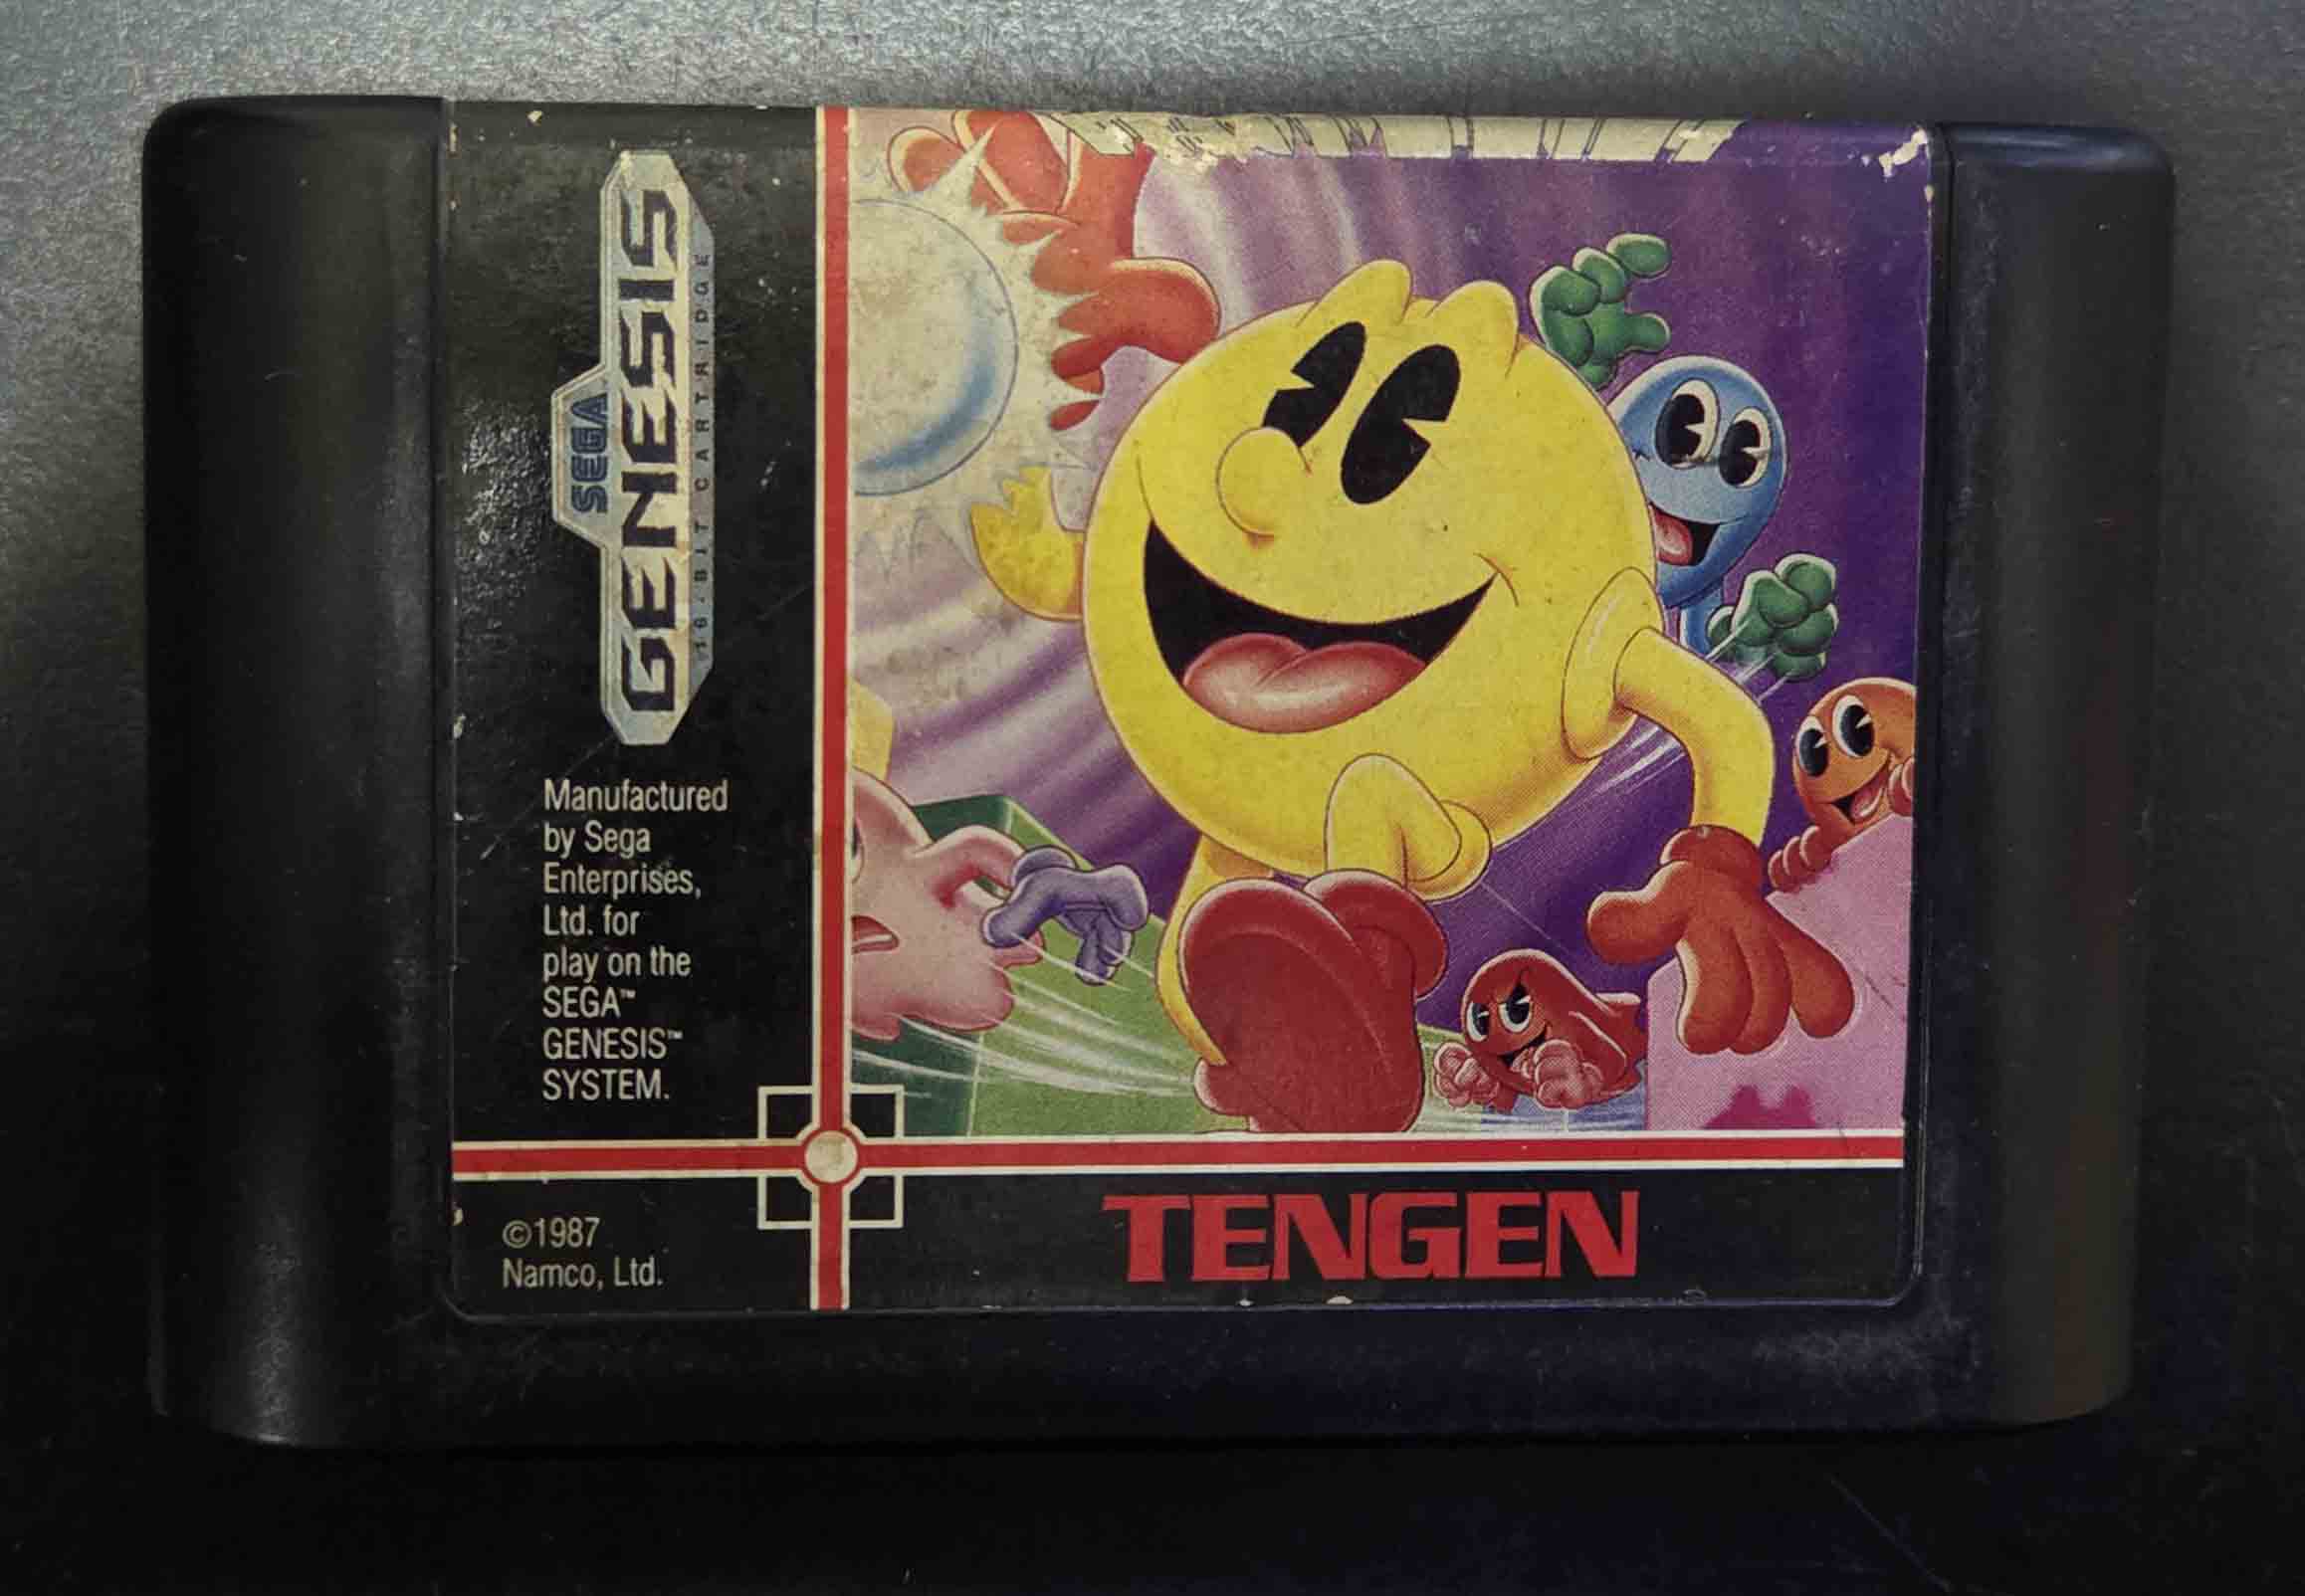 SEGA
GENESIS
16-BIT CARTRIDGE
Manufactured
by Sega
Enterprises,
Ltd. for
play on the
SEGA™
GENESIS™
SYSTEM.
©1987
Namco, Ltd.
TENGEN